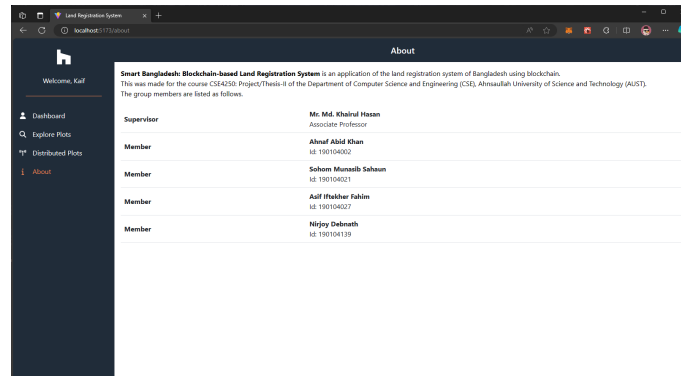 Land Registration System
localhost:5173/about
About
Welcome, Kaif
Dashboard
Explore Plots
Distributed Plots
About
Smart Bangladesh: Blockchain-based Land Registration System is an application of the land registration system of Bangladesh using blockchain.
This was made for the course CSE4250: Project/Thesis-II of the Department of Computer Science and Engineering (CSE), Ahnsaullah University of Science and Technology (AUST).
The group members are listed as follows.
Supervisor
Mr. Md. Khairul Hasan
Associate Professor
Member
Ahnaf Abid Khan
Id: 190104002
Member
Sohom Munasib Sahaun
Id: 190104021
Member
Asif Iftekher Fahim
Id: 190104027
Member
Nirjoy Debnath
Id: 190104139